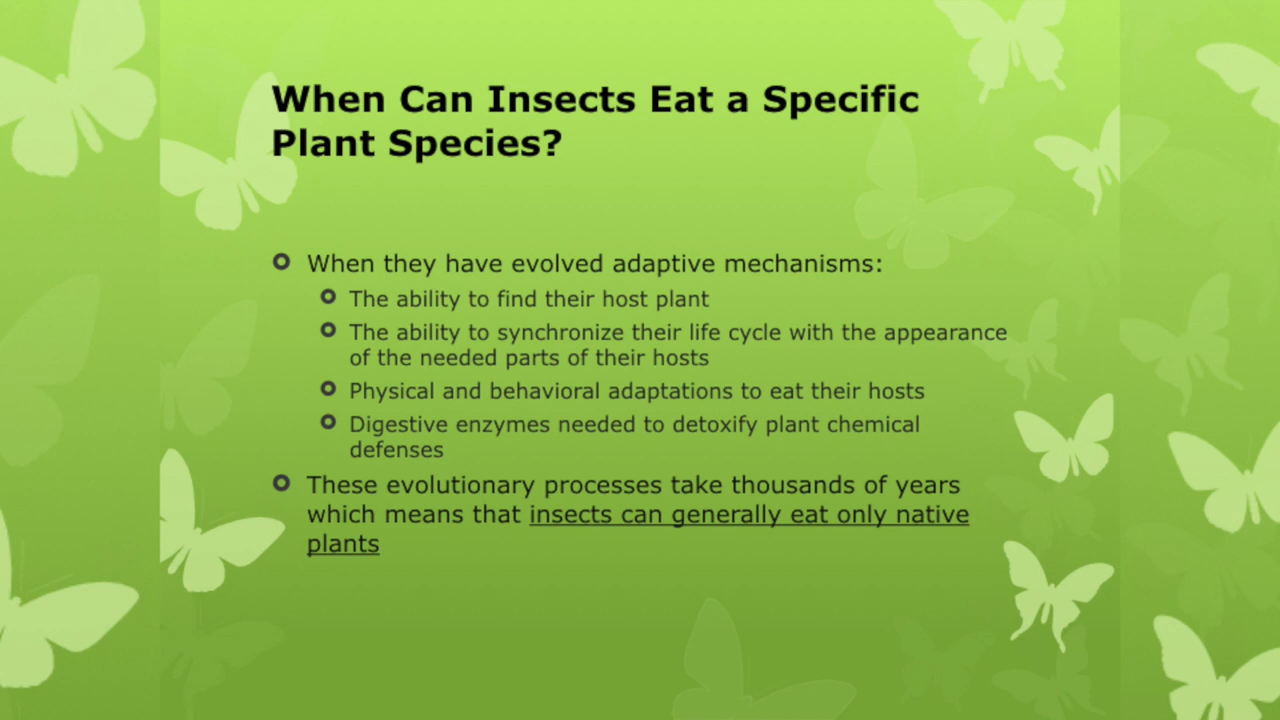 When Can Insects Eat a Specific
Plant Species?
When they have evolved adaptive mechanisms:
The ability to find their host plant
The ability to synchronize their life cycle with the appearance
of the needed parts of their hosts
Physical and behavioral adaptations to eat their hosts
Digestive enzymes needed to detoxify plant chemical
defenses
These evolutionary processes take thousands of years
which means that insects can generally eat only native
plants